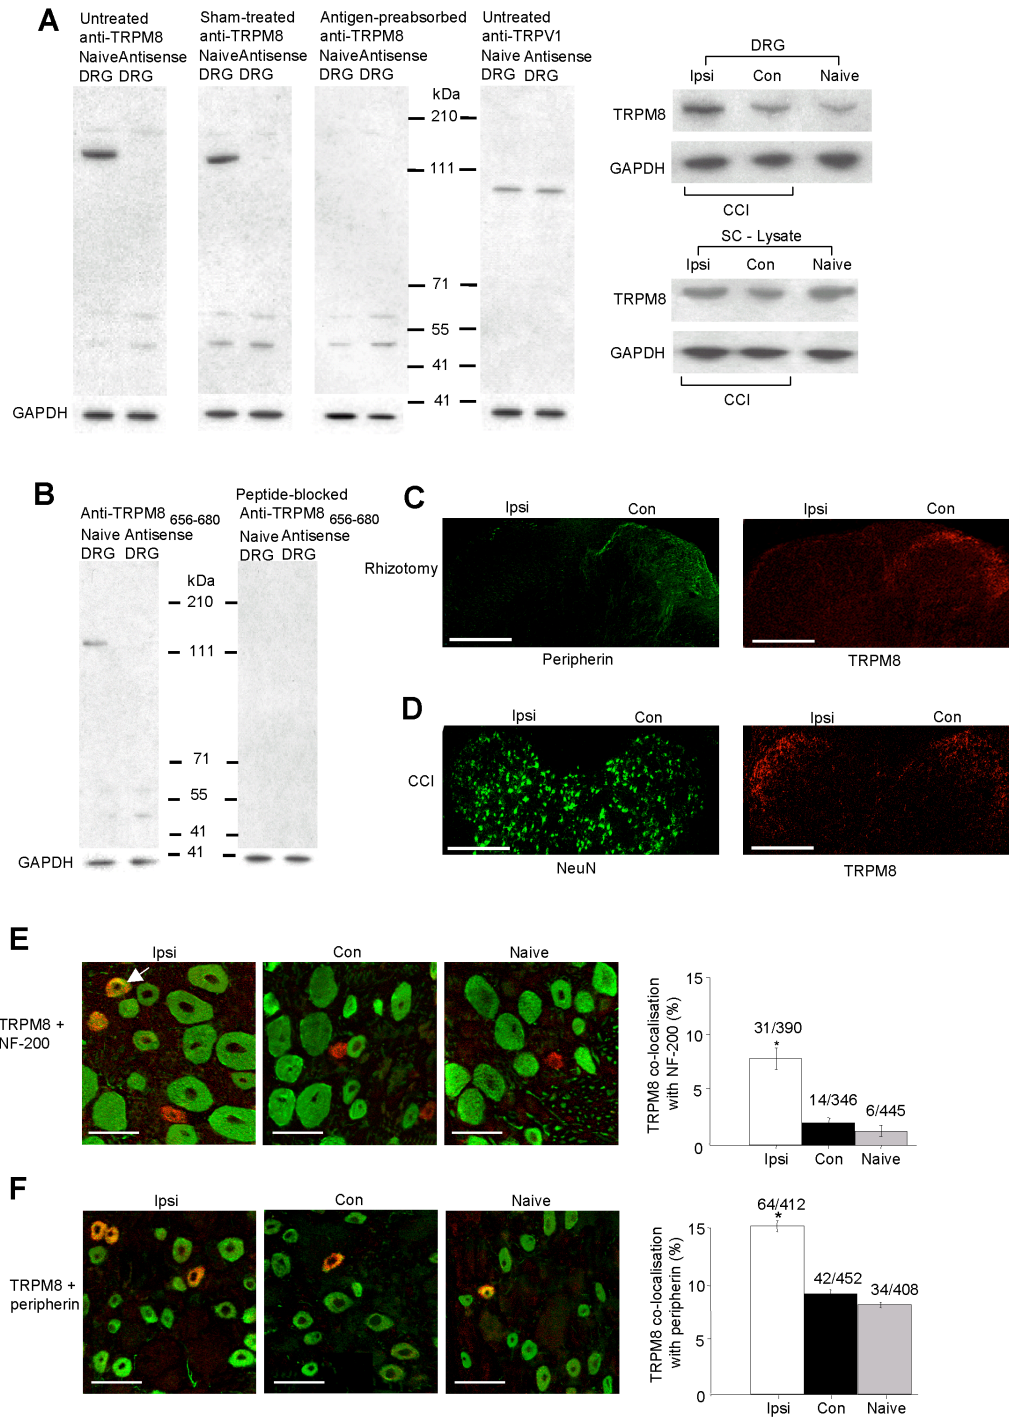 A
Untreated
anti-TRPM8
Naive Antisense
DRG DRG
Sham-treated
anti-TRPM8
Naive Antisense
DRG DRG
Antigen-preabsorbed
anti-TRPM8
Naive Antisense
DRG DRG
Untreated
anti-TRPV1
Naive Antisense
DRG DRG
kDa
210
111
71
55
41
41
GAPDH
DRG
Ipsi Con Naive
TRPM8
GAPDH
CCI
SC - Lysate
Ipsi Con Naive
TRPM8
GAPDH
CCI
B
Anti-TRPM8 656-680
Naive Antisense
DRG DRG
Peptide-blocked
Anti-TRPM8 656-680
Naive Antisense
DRG DRG
kDa
210
111
71
55
41
41
GAPDH
C
Ipsi Con
Ipsi Con
Rhizotomy
Peripherin
TRPM8
D
Ipsi Con
Ipsi Con
CCI
NeuN
TRPM8
E
Ipsi Con Naive
TRPM8 +
NF-200
TRPM8 co-localisation
with NF-200 (%)
15
10
5
0
31/390
*
14/346
6/445
Ipsi Con Naive
F
Ipsi Con Naive
TRPM8 +
peripherin
TRPM8 co-localisation
with peripherin (%)
15
10
5
0
64/412
*
42/452
34/408
Ipsi Con Naive